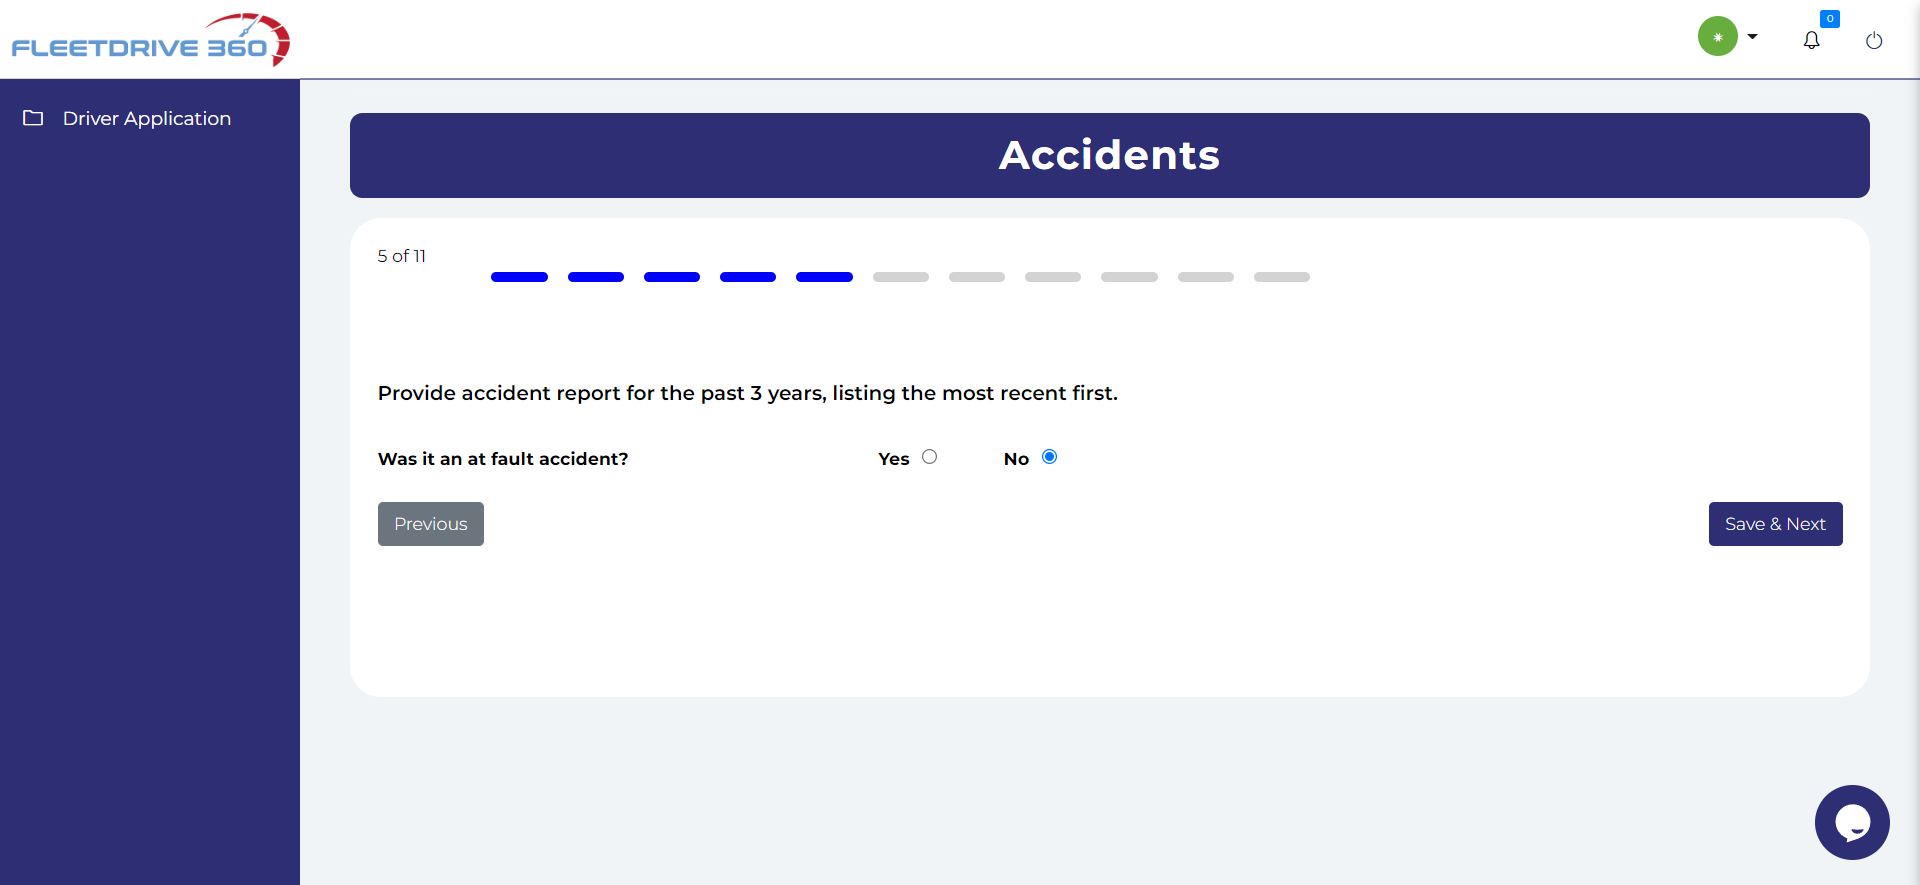 FLEETDRIVE 360
0
Driver Application
Accidents
5 of 11
Provide accident report for the past 3 years, listing the most recent first.
Was it an at fault accident? Yes No
Previous Save & Next